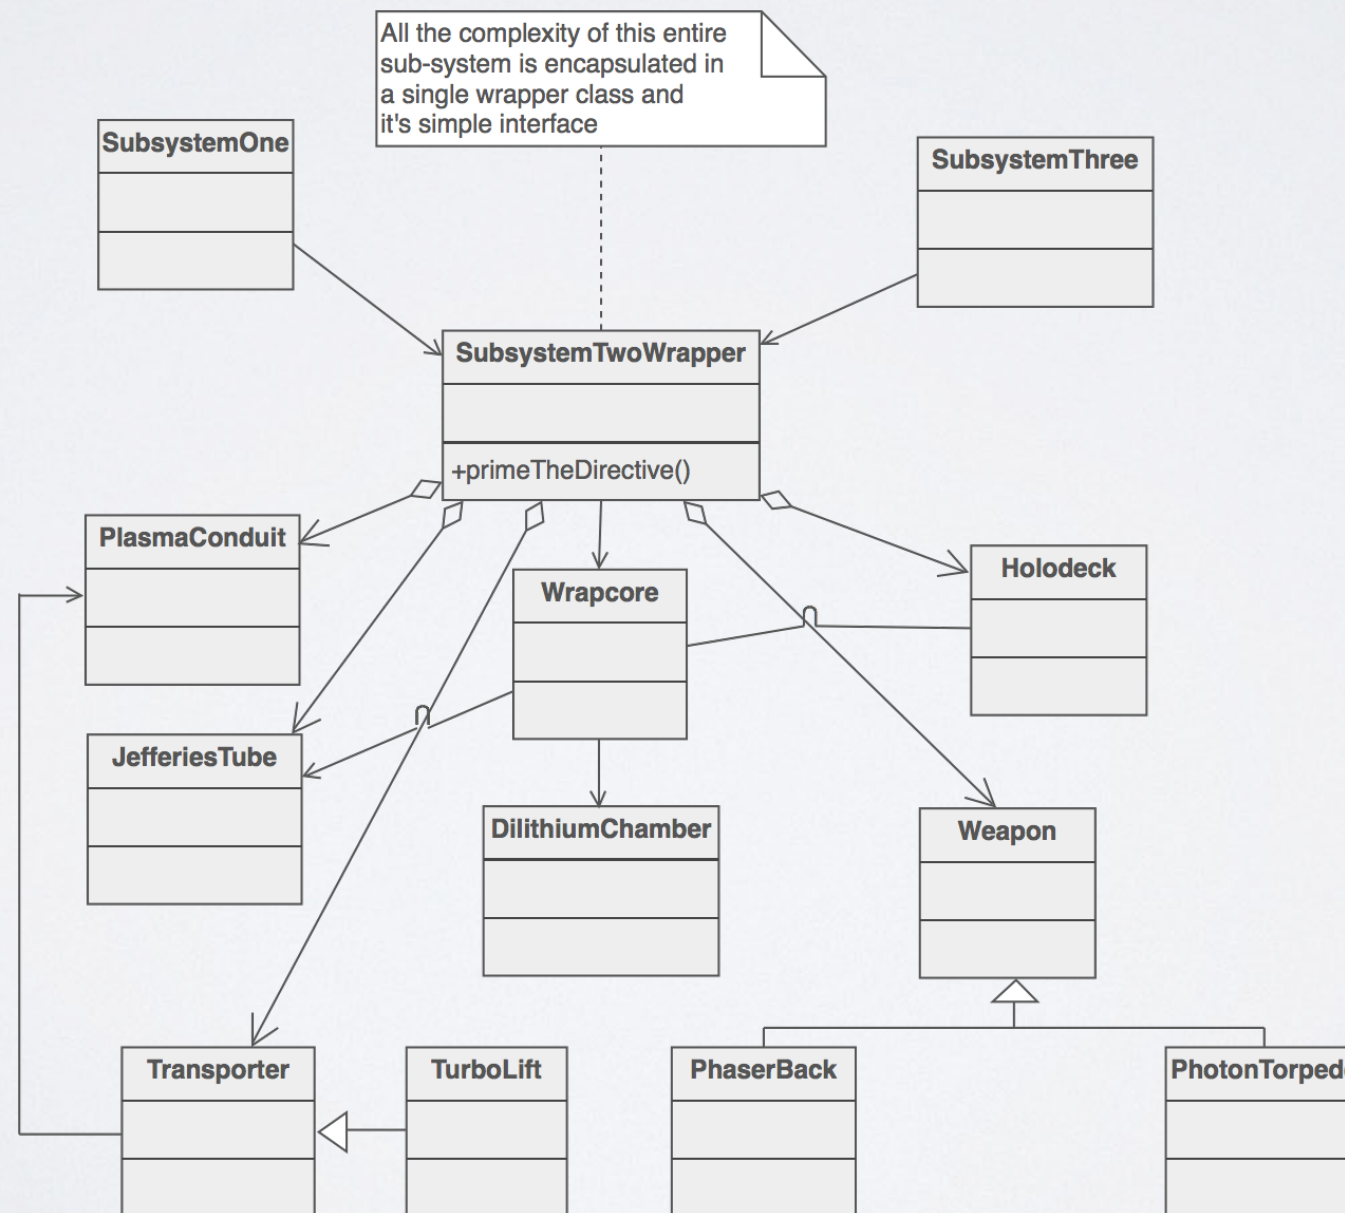 All the complexity of this entire
sub-system is encapsulated in
a single wrapper class and
it's simple interface
SubsystemOne
SubsystemThree
SubsystemTwoWrapper
+primeTheDirective()
PlasmaConduit
Wrapcore
Holodeck
JefferiesTube
DilithiumChamber
Weapon
Transporter
TurboLift
PhaserBack
PhotonTorped